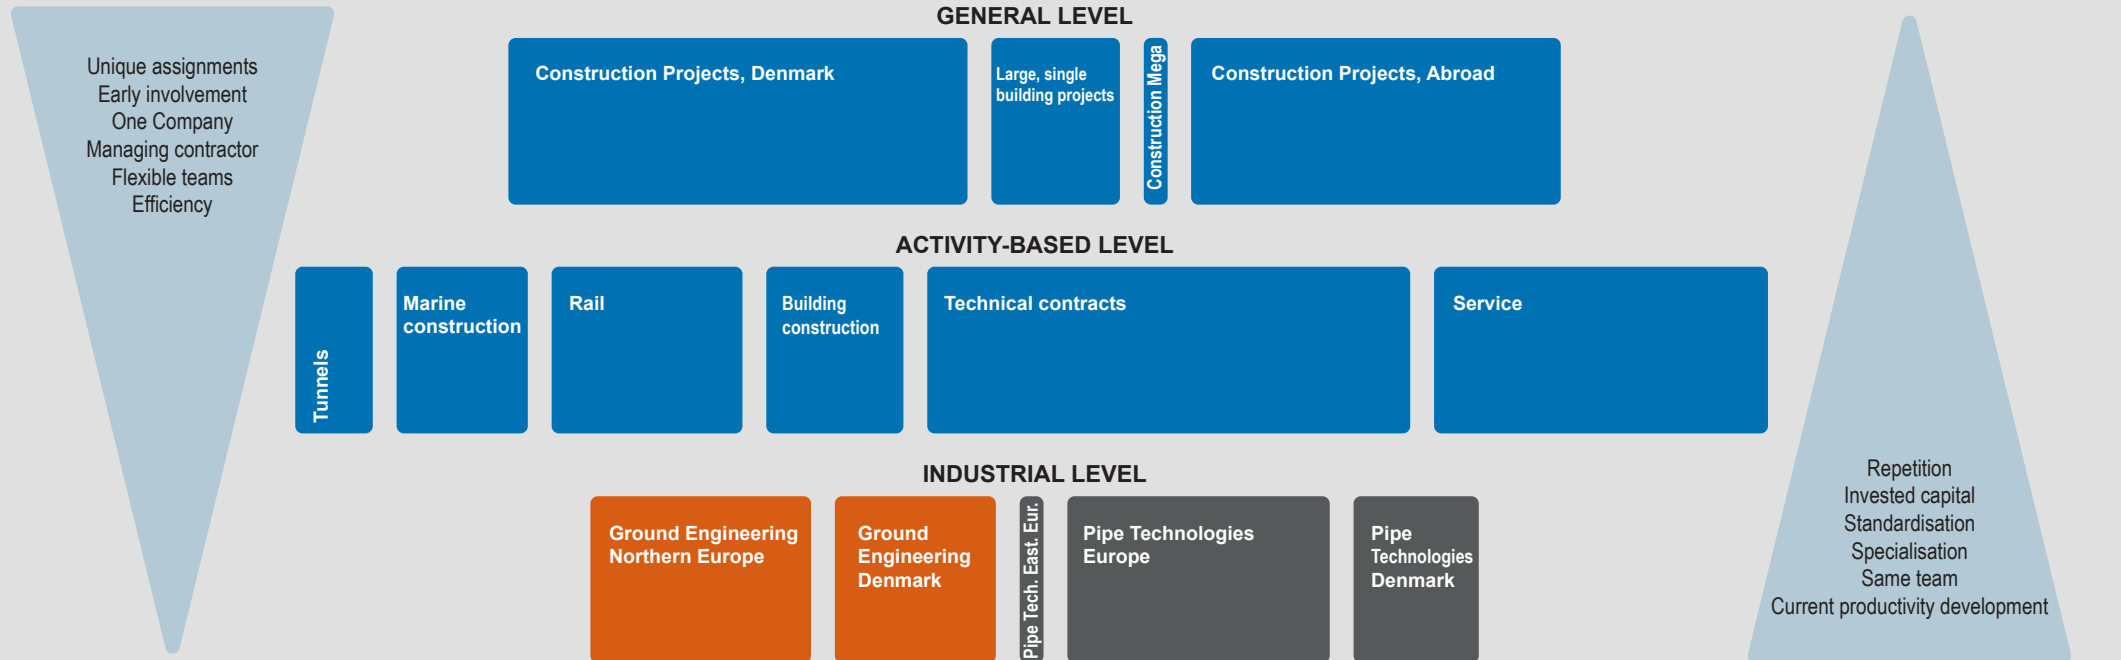 GENERAL LEVEL
Unique assignments
Early involvement
One Company
Managing contractor
Flexible teams
Efficiency
Construction Projects, Denmark
Large, single
building projects
Construction Mega
Construction Projects, Abroad
ACTIVITY-BASED LEVEL
Tunnels
Marine
construction
Rail
Building
construction
Technical contracts
Service
INDUSTRIAL LEVEL
Ground Engineering
Northern Europe
Ground
Engineering
Denmark
Pipe Tech. East. Eur.
Pipe Technologies
Europe
Pipe
Technologies
Denmark
Repetition
Invested capital
Standardisation
Specialisation
Same team
Current productivity development